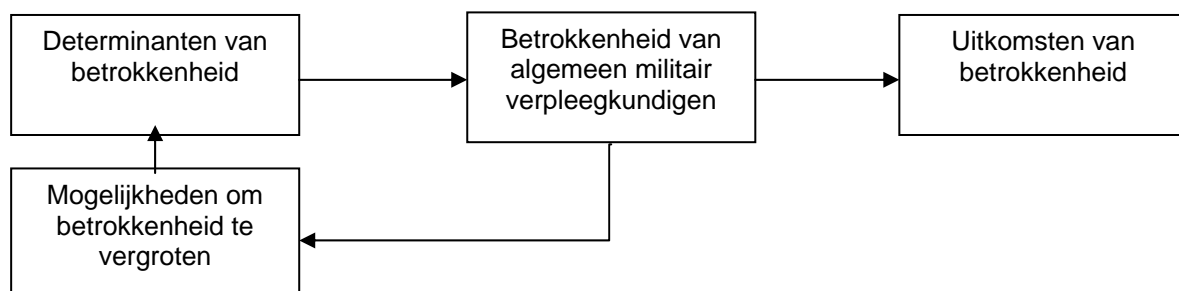 Determinanten van
betrokkenheid
Betrokkenheid van
algemeen militair
verpleegkundigen
Uitkomsten van
betrokkenheid
Mogelijkheden om
betrokkenheid te
vergroten